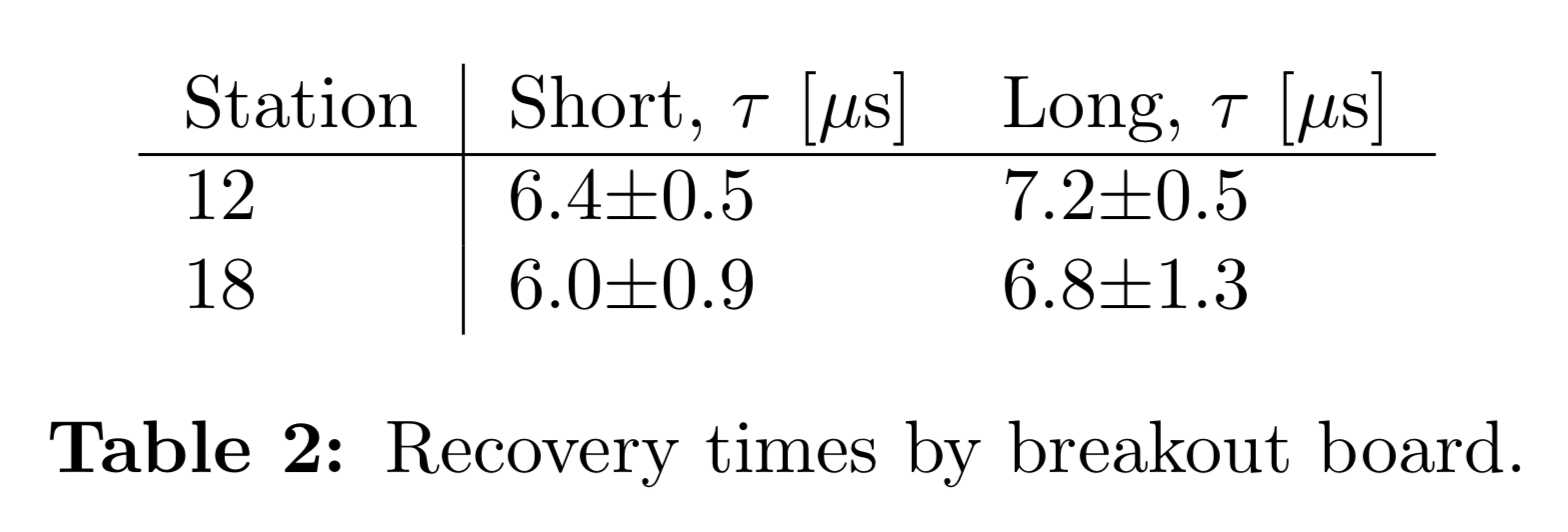 Station Short, τ [μs] Long, τ [μs]
12 6.4±0.5 7.2±0.5
18 6.0±0.9 6.8±1.3
Table 2: Recovery times by breakout board.